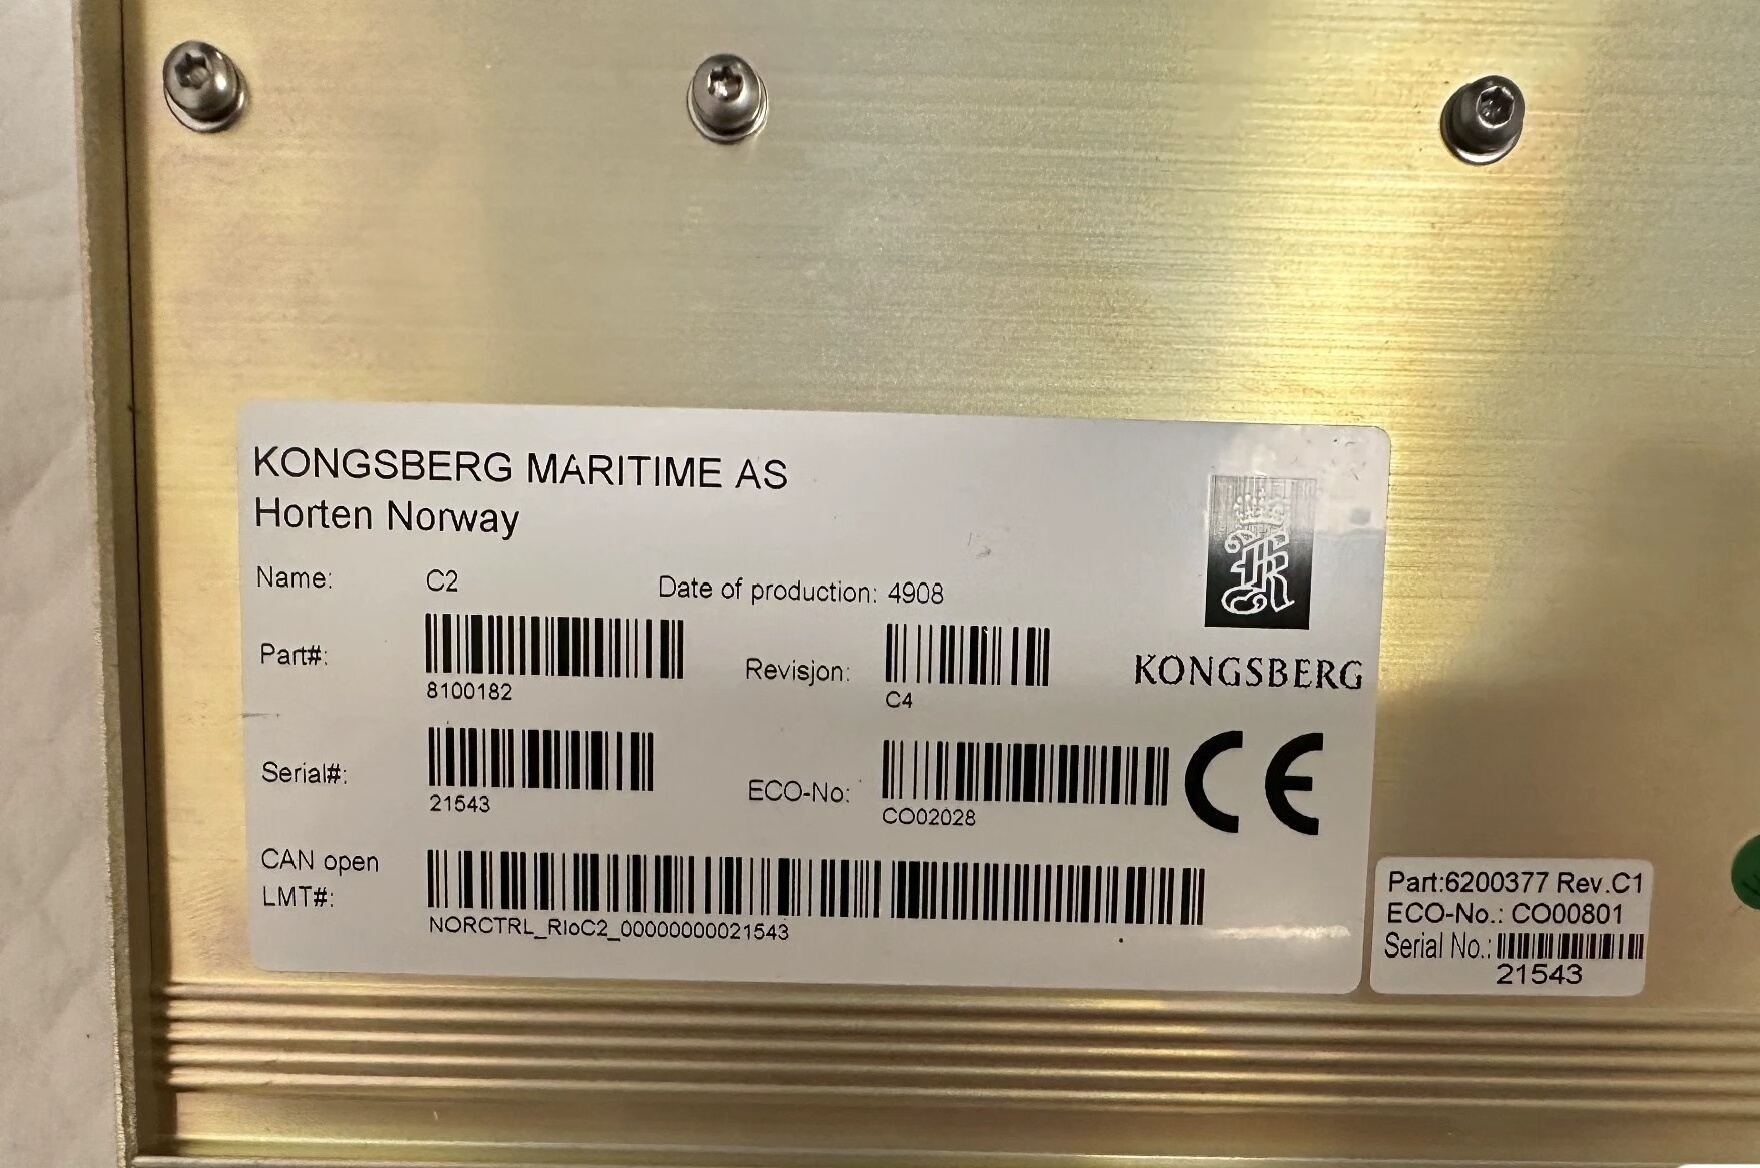 KONGSBERG MARITIME AS
Horten Norway
Name: C2 Date of production: 4908
Part#: 8100182 Revisjon: C4
KONGSBERG
Serial#: 21543 ECO-No: CO02028
CE
CAN open
LMT#: NORCTRL_RIoC2_00000000021543
Part:6200377 Rev.C1
ECO-No.: CO00801
Serial No.:
21543